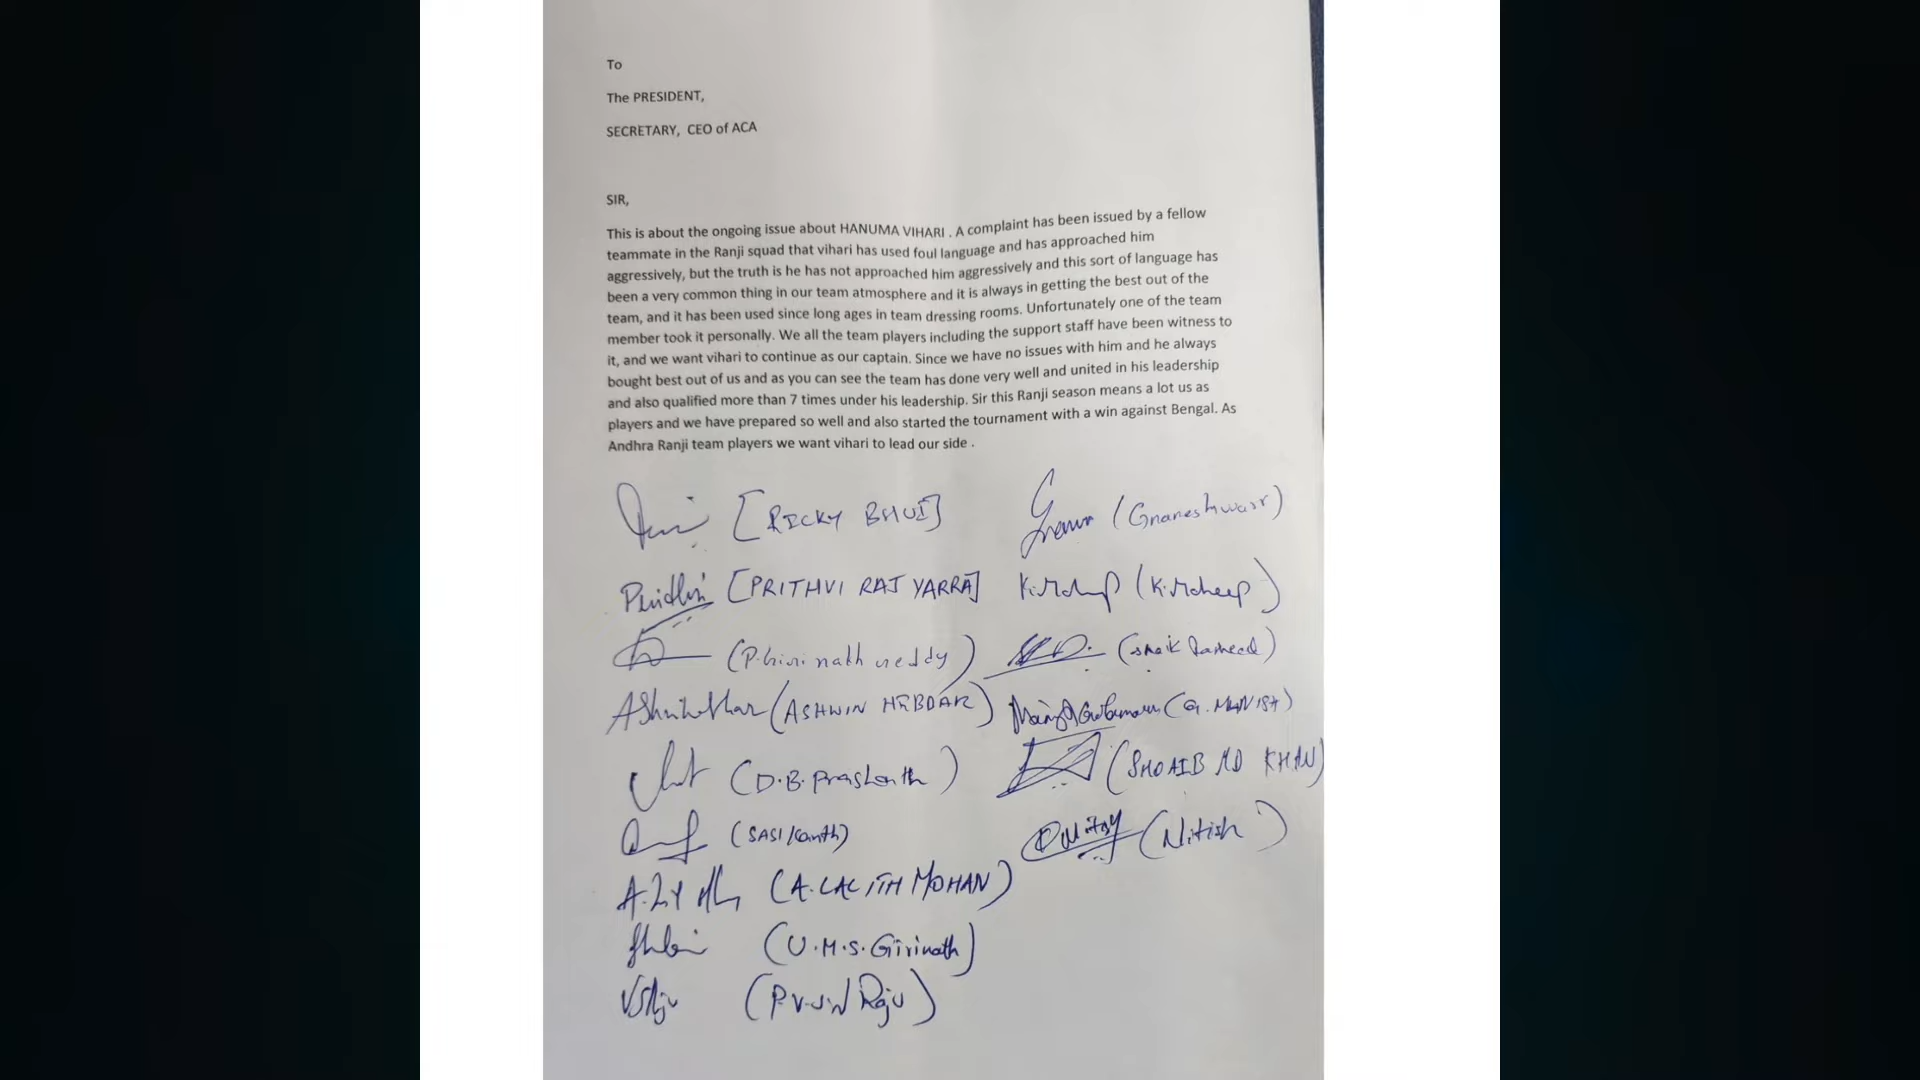 To
The PRESIDENT,
SECRETARY, CEO of ACA
SIR,
This is about the ongoing issue about HANUMA VIHARI . A complaint has been issued by a fellow
teammate in the Ranji squad that vihari has used foul language and has approached him
aggressively, but the truth is he has not approached him aggressively and this sort of language has
been a very common thing in our team atmosphere and it is always in getting the best out of the
team, and it has been used since long ages in team dressing rooms. Unfortunately one of the team
member took it personally. We all the team players including the support staff have been witness to
it, and we want vihari to continue as our captain. Since we have no issues with him and he always
bought best out of us and as you can see the team has done very well and united in his leadership
and also qualified more than 7 times under his leadership. Sir this Ranji season means a lot us as
players and we have prepared so well and also started the tournament with a win against Bengal. As
Andhra Ranji team players we want vihari to lead our side .
[RICKY BHUI] (Gnaneshwar)
Prithvi [PRITHVI RAJ YARRA] (K.Mdheep)
(P.Girinath reddy) (Shaik Rasheed)
(ASHWIN HEBBAR) (G. MANISH)
(D.B.Prashanth) (SHOAIB MD KHAN)
(SASIKanth) (Nitish)
(A.LALITH MOHAN)
(U.M.S.Girinath)
Raju